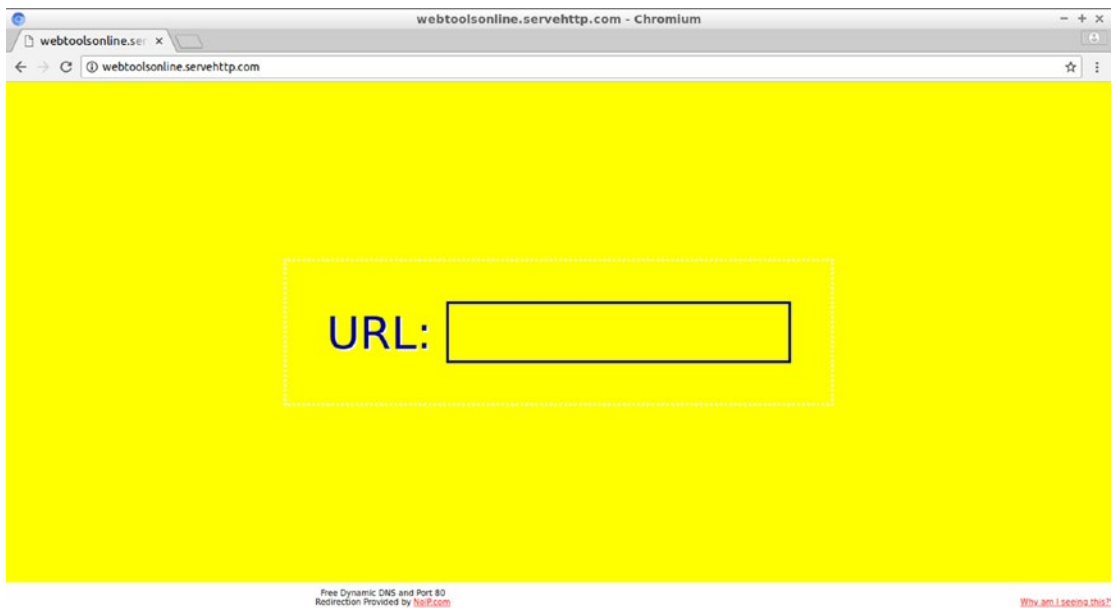 webtoolsonline.servehttp.com - Chromium
webtoolsonline.ser
webtoolsonline.servehttp.com
URL:
Free Dynamic DNS and Port 80
Redirection Provided by NoIP.com
Why am I seeing this?